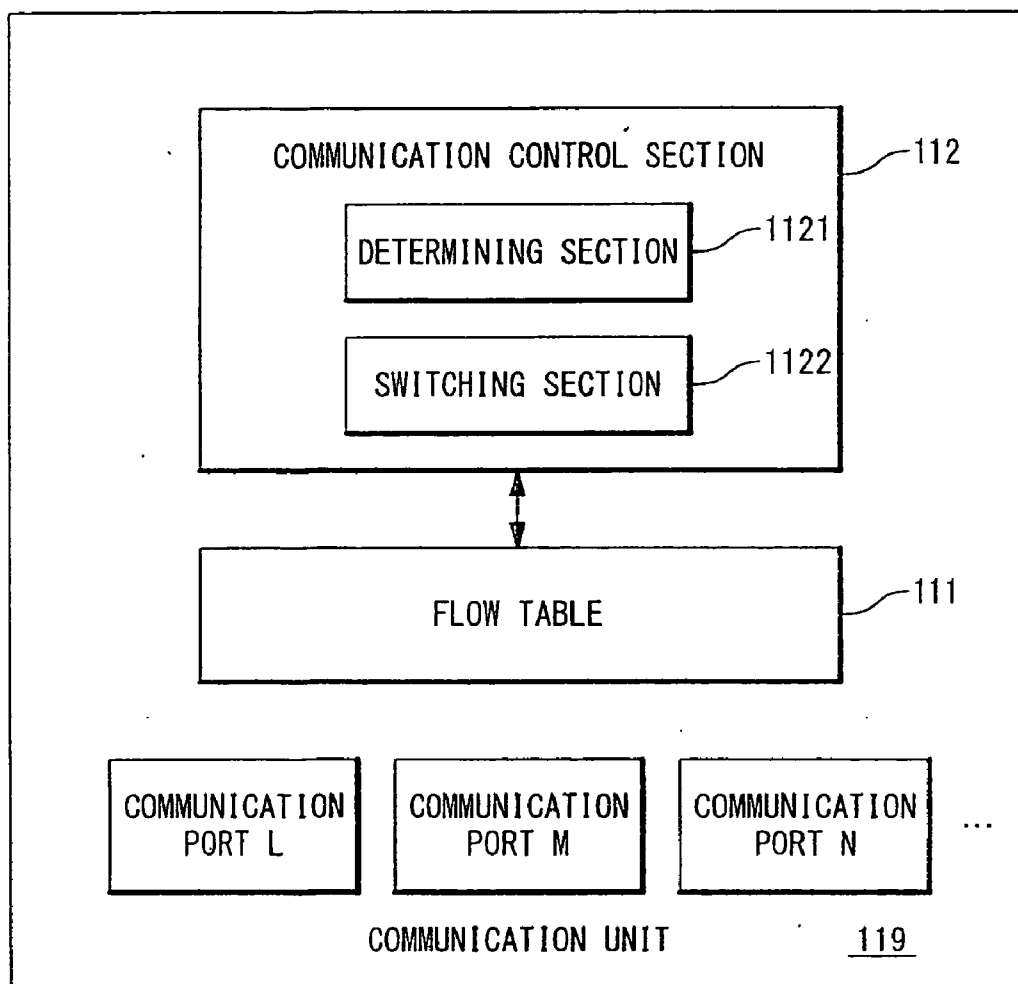 COMMUNICATION CONTROL SECTION
112
DETERMINING SECTION
1121
SWITCHING SECTION
1122
FLOW TABLE
111
COMMUNICATION PORT L
COMMUNICATION PORT M
COMMUNICATION PORT N
...
COMMUNICATION UNIT
119